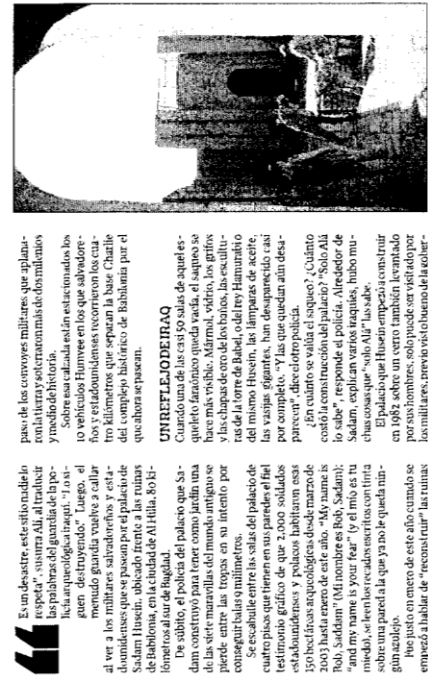 Es un desastre, este sitio nadie lo
respeta", susurra Alí, al traducir
las palabras del guardia de la po-
licía arqueológica iraquí. "Lo si-
guen destruyendo." Luego, el
menudo guardia vuelve a callar
al ver a los militares salvadoreños y esta-
dounidenses que se pasean por el palacio de
Sadam Husein, ubicado frente a las ruinas
de Babilonia, en la ciudad de Al Hilla, 80 ki-
lómetros al sur de Bagdad.
De súbito, el policía del palacio que Sa-
dam construyó para tener como jardín una
de las siete maravillas del mundo antiguo se
pierde entre las tropas en su intento por
conseguir balas 9 milímetros.
Se escabulle entre las salas del palacio de
cuatro pisos que tienen en sus paredes el fiel
testimonio gráfico de que 2,000 soldados
estadounidenses y polacos habitaron esas
150 hectáreas arqueológicas desde marzo de
2003 hasta enero de este año. "My name is
Bob, Saddam" (Mi nombre es Bob, Sadam);
"and my name is your fear" (y el mío es tu
miedo), se leen los recados escritos con tinta
sobre una pared a la que ya no le queda nin-
gún azulejo.
Fue justo en enero de este año cuando se
empezó a hablar de "reconstruir" las ruinas
paso de los convoyes militares que aplana-
ron la tierra y soterraron más de dos milenios
y medio de historia.
Sobre esa calzada están estacionados los
10 vehículos Humvee en los que salvadore-
ños y estadounidenses recorrieron los cua-
tro kilómetros que separan la base Charlie
del complejo histórico de Babilonia por el
que ahora se pasean.
UN REFLEJO DE IRAQ
Cuando una de las casi 50 salas de aquel es-
queleto faraónico queda vacía, el saqueo se
hace más visible. Mármol, vidrio, los grifos
y las chapas de oro de los baños, las escultu-
ras de la torre de Babel, o del rey Hamurabi o
del mismo Husein, las lámparas de aceite,
las vasijas gigantes, han desaparecido casi
por completo. "Y las que quedan aún desa-
parecen", dice el otro policía.
¿En cuánto se valúa el saqueo? ¿Cuánto
costó la construcción del palacio? "Solo Alá
lo sabe", responde el policía. Alrededor de
Sadam, explican varios iraquíes, hubo mu-
chas cosas que "solo Alá" las sabe.
El palacio que Husein empezó a construir
en 1982 sobre un cerro también levantado
por sus hombres, solo puede ser visitado por
los militares, previo visto bueno de la cober-